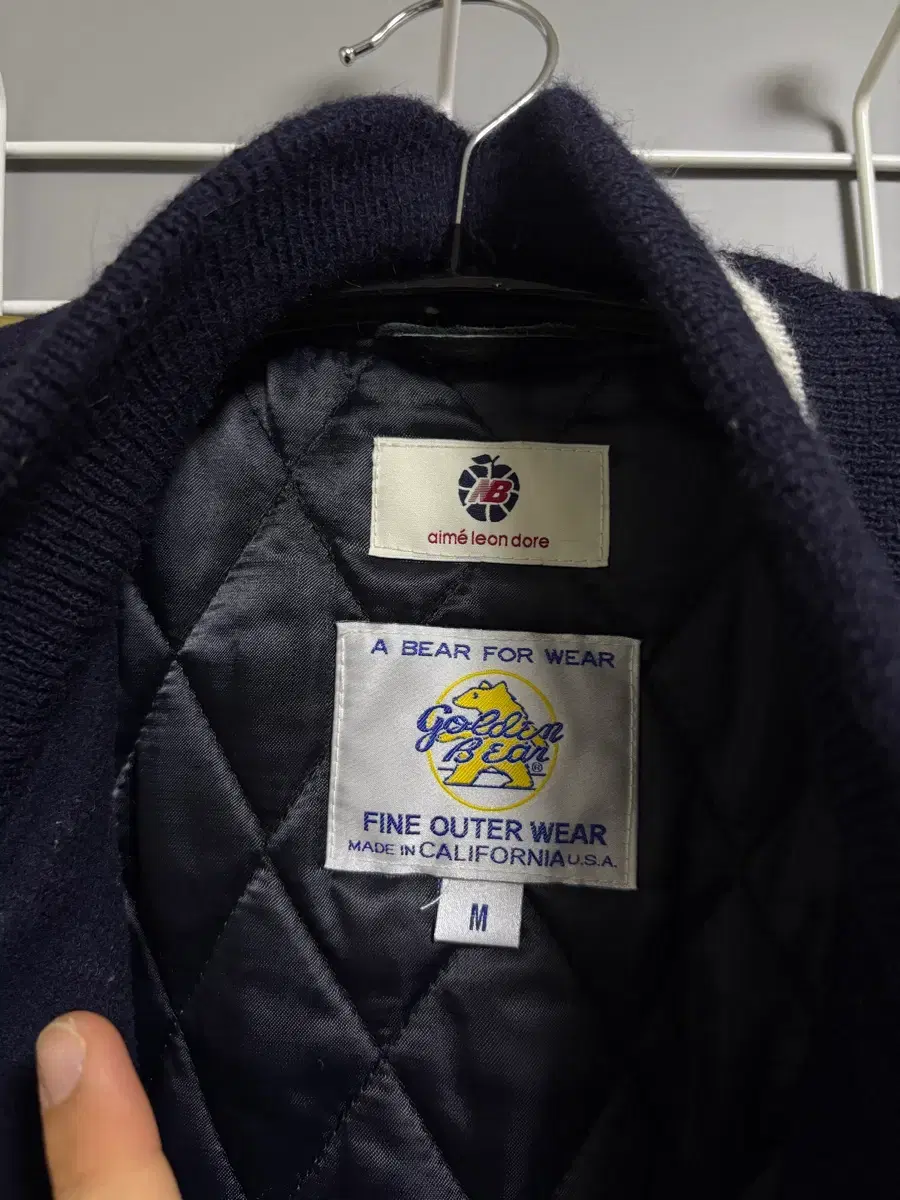 NB
aimé leon dore
A BEAR FOR WEAR
Golden
BEar®
FINE OUTER WEAR
MADE IN CALIFORNIA U.S.A.
M